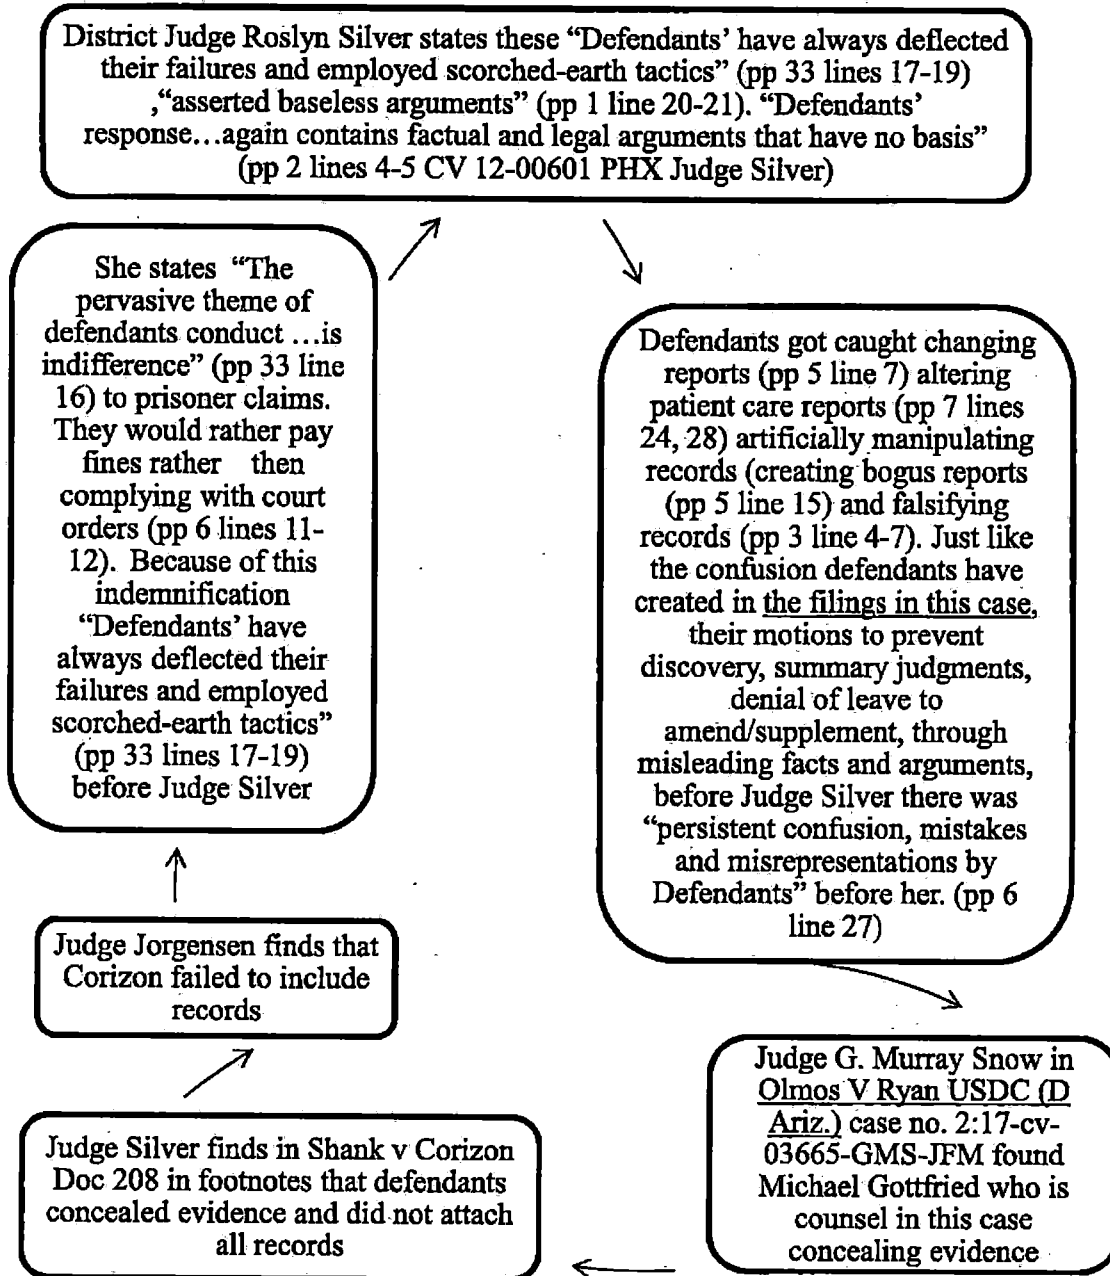 District Judge Roslyn Silver states these “Defendants’ have always deflected
their failures and employed scorched-earth tactics” (pp 33 lines 17-19)
,“asserted baseless arguments” (pp 1 line 20-21). “Defendants’
response…again contains factual and legal arguments that have no basis”
(pp 2 lines 4-5 CV 12-00601 PHX Judge Silver)
She states “The
pervasive theme of
defendants conduct …is
indifference” (pp 33 line
16) to prisoner claims.
They would rather pay
fines rather then
complying with court
orders (pp 6 lines 11-
12). Because of this
indemnification
“Defendants’ have
always deflected their
failures and employed
scorched-earth tactics”
(pp 33 lines 17-19)
before Judge Silver
Defendants got caught changing
reports (pp 5 line 7) altering
patient care reports (pp 7 lines
24, 28) artificially manipulating
records (creating bogus reports
(pp 5 line 15) and falsifying
records (pp 3 line 4-7). Just like
the confusion defendants have
created in the filings in this case,
their motions to prevent
discovery, summary judgments,
denial of leave to
amend/supplement, through
misleading facts and arguments,
before Judge Silver there was
“persistent confusion, mistakes
and misrepresentations by
Defendants” before her. (pp 6
line 27)
Judge Jorgensen finds that
Corizon failed to include
records
Judge G. Murray Snow in
Olmos V Ryan USDC (D
Ariz.) case no. 2:17-cv-
03665-GMS-JFM found
Michael Gottfried who is
counsel in this case
concealing evidence
Judge Silver finds in Shank v Corizon
Doc 208 in footnotes that defendants
concealed evidence and did not attach
all records